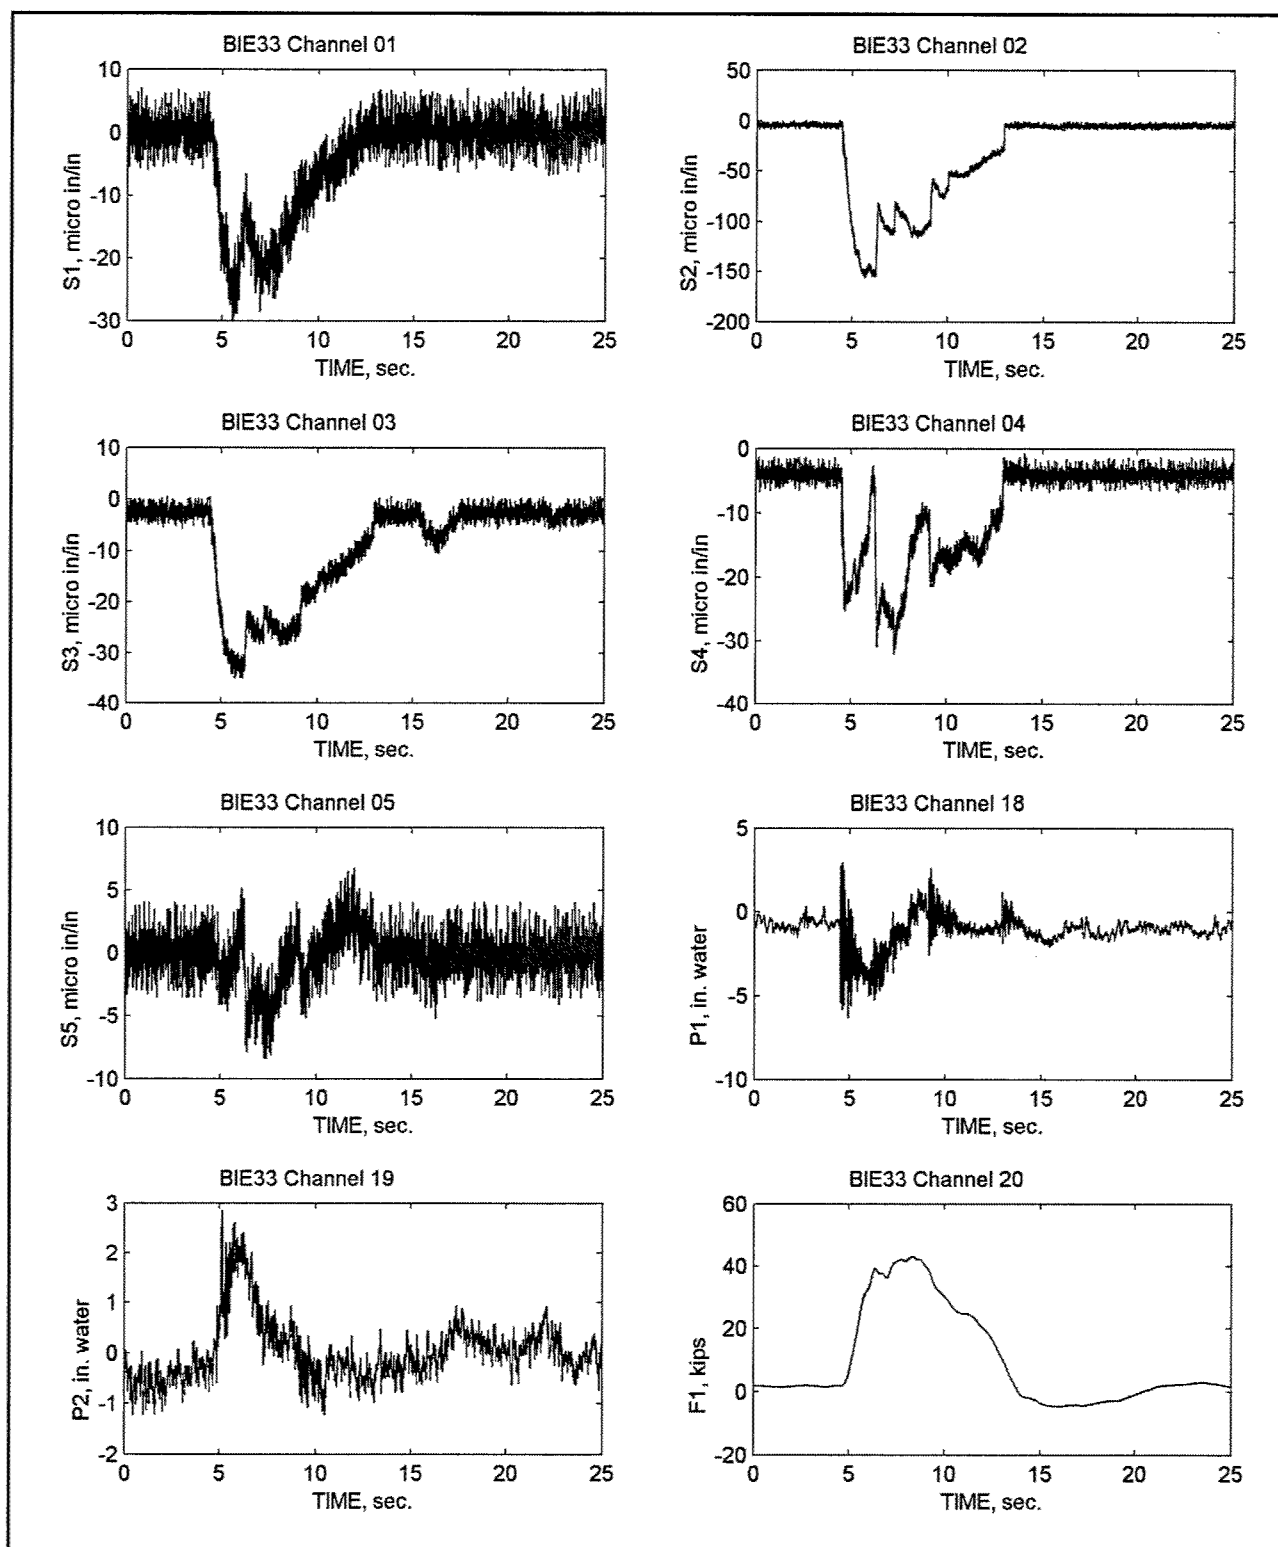 BIE33 Channel 01
10
0
-10
-20
-30
S1, micro in/in
0 5 10 15 20 25
TIME, sec.
BIE33 Channel 02
50
0
-50
-100
-150
-200
S2, micro in/in
0 5 10 15 20 25
TIME, sec.
BIE33 Channel 03
10
0
-10
-20
-30
-40
S3, micro in/in
0 5 10 15 20 25
TIME, sec.
BIE33 Channel 04
0
-10
-20
-30
-40
S4, micro in/in
0 5 10 15 20 25
TIME, sec.
BIE33 Channel 05
10
5
0
-5
-10
S5, micro in/in
0 5 10 15 20 25
TIME, sec.
BIE33 Channel 18
5
0
-5
-10
P1, in. water
0 5 10 15 20 25
TIME, sec.
BIE33 Channel 19
3
2
1
0
-1
-2
P2, in. water
0 5 10 15 20 25
TIME, sec.
BIE33 Channel 20
60
40
20
0
-20
F1, kips
0 5 10 15 20 25
TIME, sec.